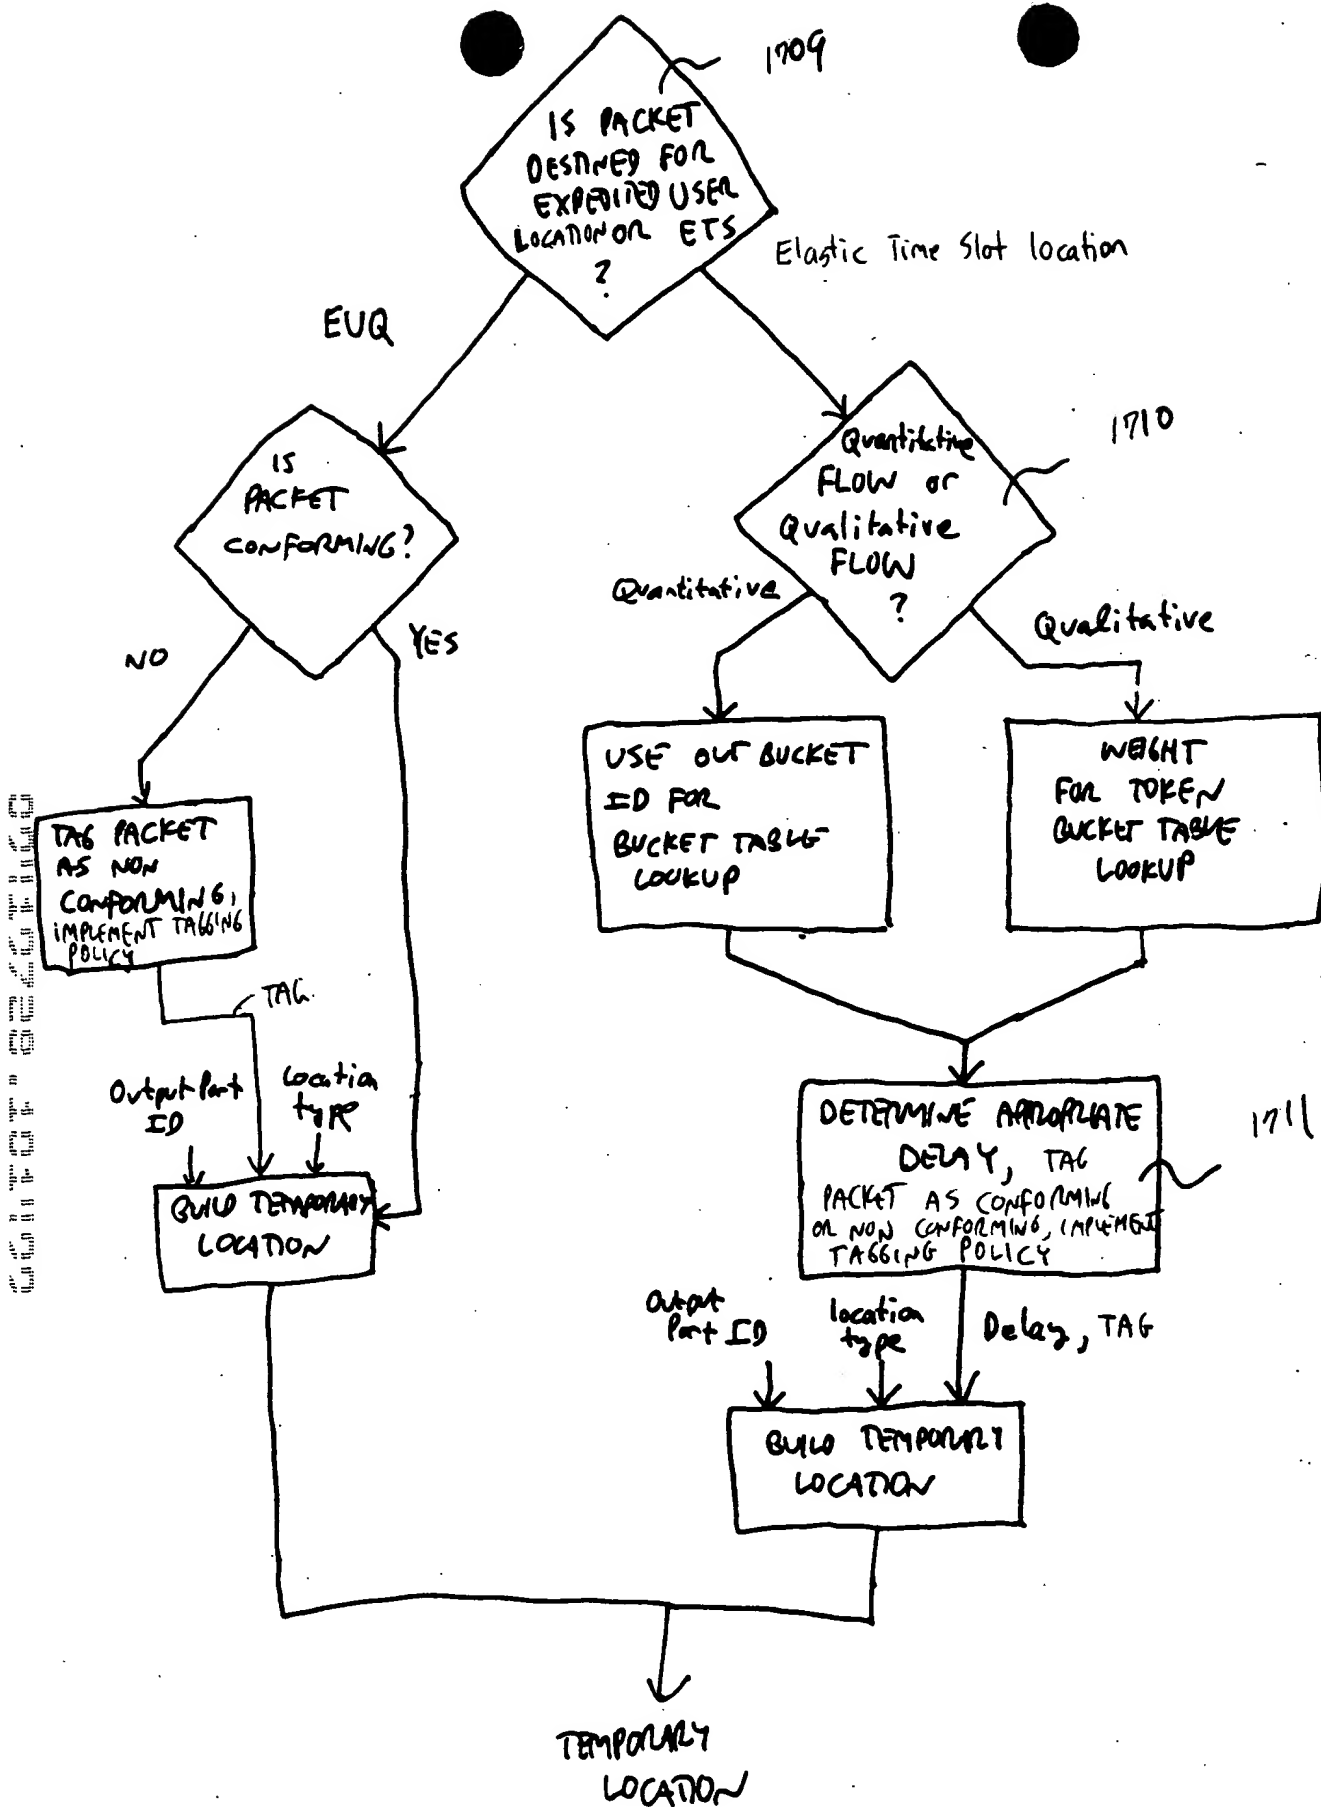 1709
IS PACKET
DESTINED FOR
EXPEDITED USER
LOCATION OR ETS
?
Elastic Time Slot location
EUQ
IS
PACKET
CONFORMING?
1710
Quantitative
FLOW or
Qualitative
FLOW
?
Quantitative
Qualitative
NO
YES
USE OUT BUCKET
ID FOR
BUCKET TABLE
LOOKUP
WEIGHT
FOR TOKEN
BUCKET TABLE
LOOKUP
TAG PACKET
AS NON
CONFORMING,
IMPLEMENT TAGGING
POLICY
TAG
Output Port
ID
Location
type
BUILD TEMPORARY
LOCATION
1711
DETERMINE APPROPRIATE
DELAY, TAG
PACKET AS CONFORMING
OR NON CONFORMING, IMPLEMENT
TAGGING POLICY
Output
Port ID
location
type
Delay, TAG
BUILD TEMPORARY
LOCATION
TEMPORARY
LOCATION